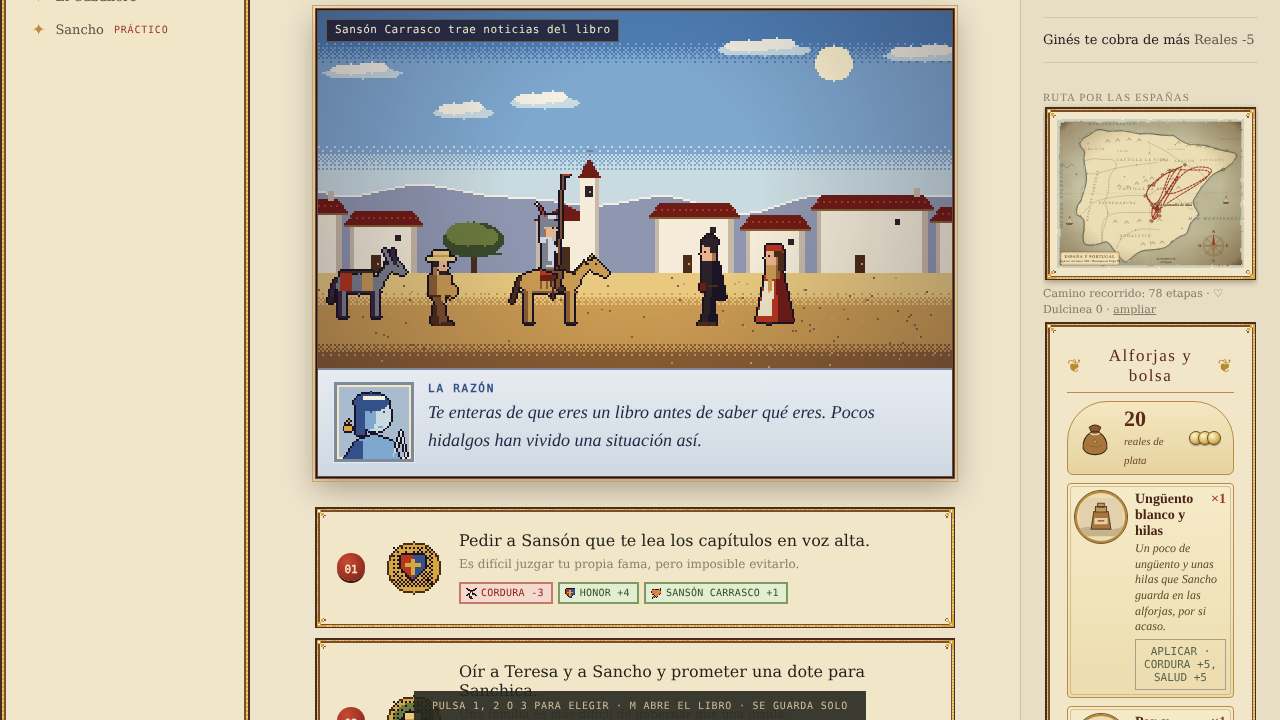 Sancho PRÁCTICO
Sansón Carrasco trae noticias del libro
LA RAZÓN
Te enteras de que eres un libro antes de saber qué eres. Pocos
hidalgos han vivido una situación así.
01
Pedir a Sansón que te lea los capítulos en voz alta.
Es difícil juzgar tu propia fama, pero imposible evitarlo.
CORDURA -3
HONOR +4
SANSÓN CARRASCO +1
Oír a Teresa y a Sancho y prometer una dote para
Sanchica.
PULSA 1, 2 O 3 PARA ELEGIR · M ABRE EL LIBRO · SE GUARDA SOLO
Ginés te cobra de más Reales -5
RUTA POR LAS ESPAÑAS
ESPAÑA Y PORTUGAL
Camino recorrido: 78 etapas · ♡
Dulcinea 0 · ampliar
Alforjas y
bolsa
20
reales de
plata
Ungüento
blanco y
hilas
×1
Un poco de
ungüento y unas
hilas que Sancho
guarda en las
alforjas, por si
acaso.
APLICAR ·
CORDURA +5,
SALUD +5